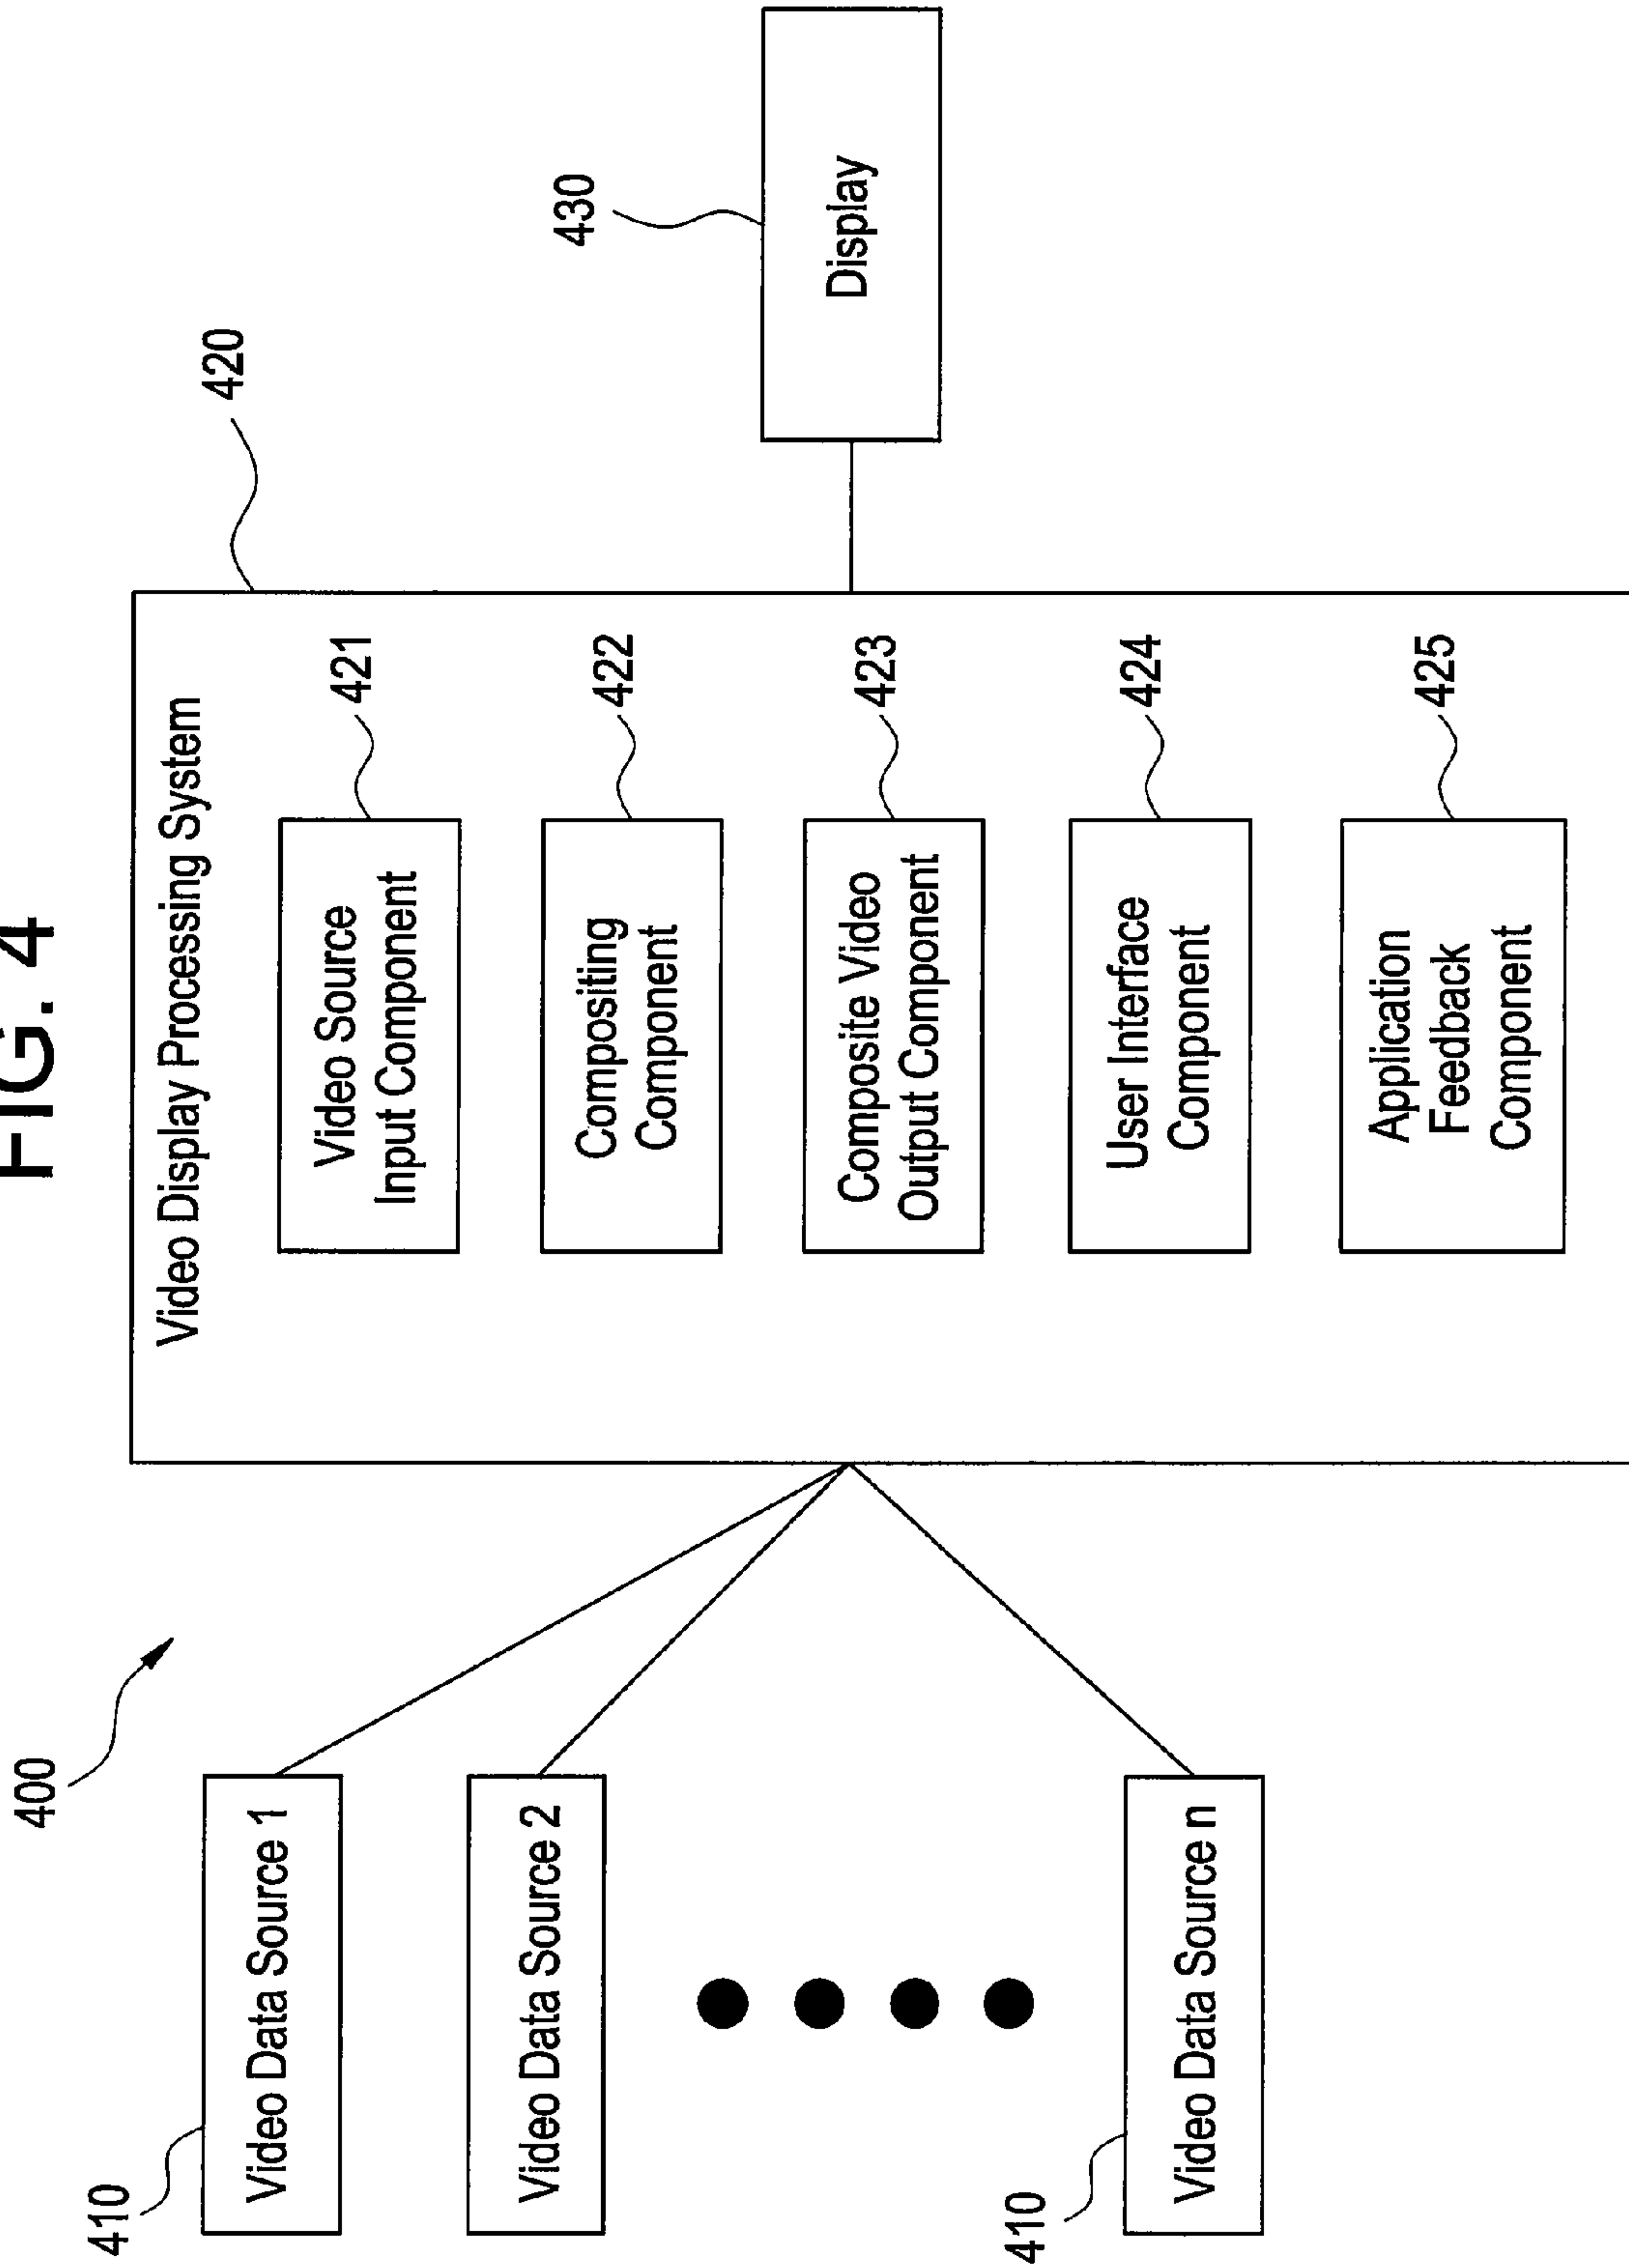 FIG. 4
400
410
Video Data Source 1
Video Data Source 2
410
Video Data Source n
420
Video Display Processing System
Video Source
Input Component
421
Compositing
Component
422
Composite Video
Output Component
423
User Interface
Component
424
Application
Feedback
Component
425
430
Display